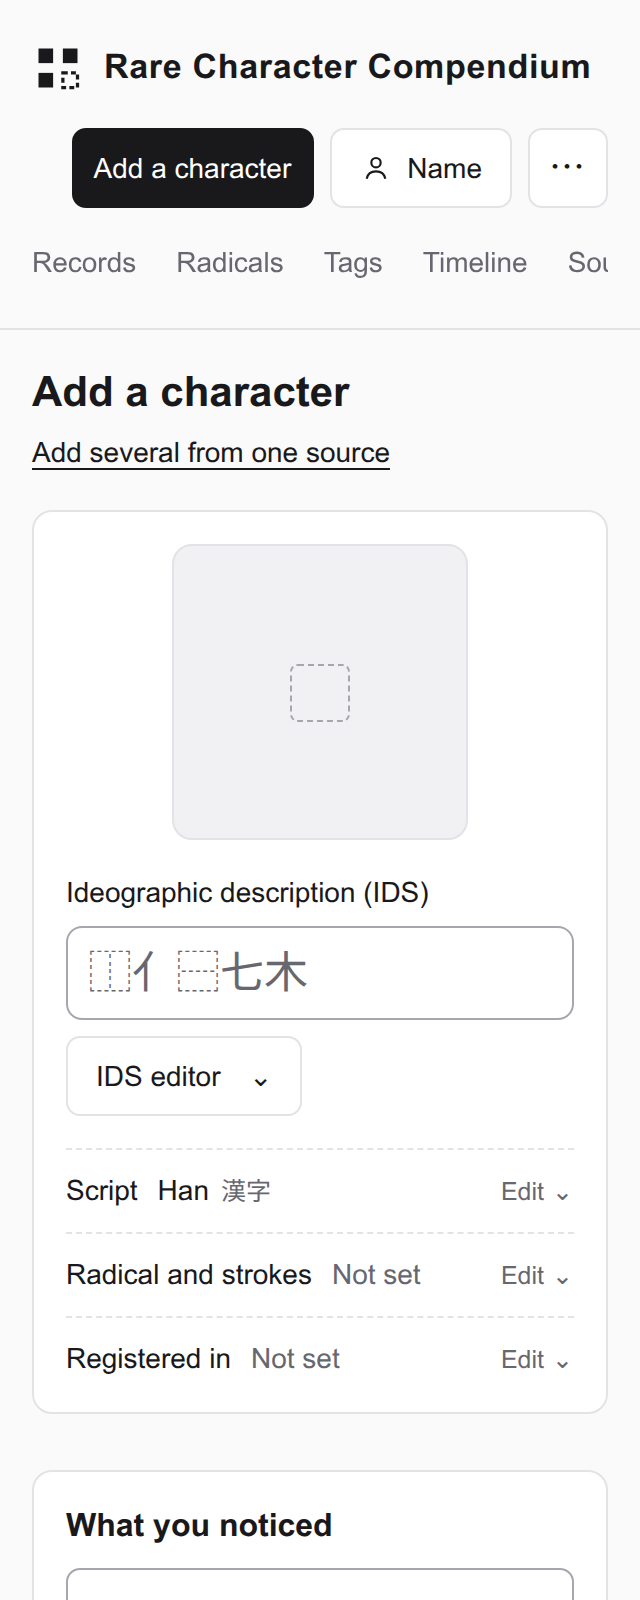 Rare Character Compendium
Add a character
Name
...
Records Radicals Tags Timeline Sou
Add a character
Add several from one source
Ideographic description (IDS)
⿰亻⿱七木
IDS editor
Script Han 漢字 Edit
Radical and strokes Not set Edit
Registered in Not set Edit
What you noticed